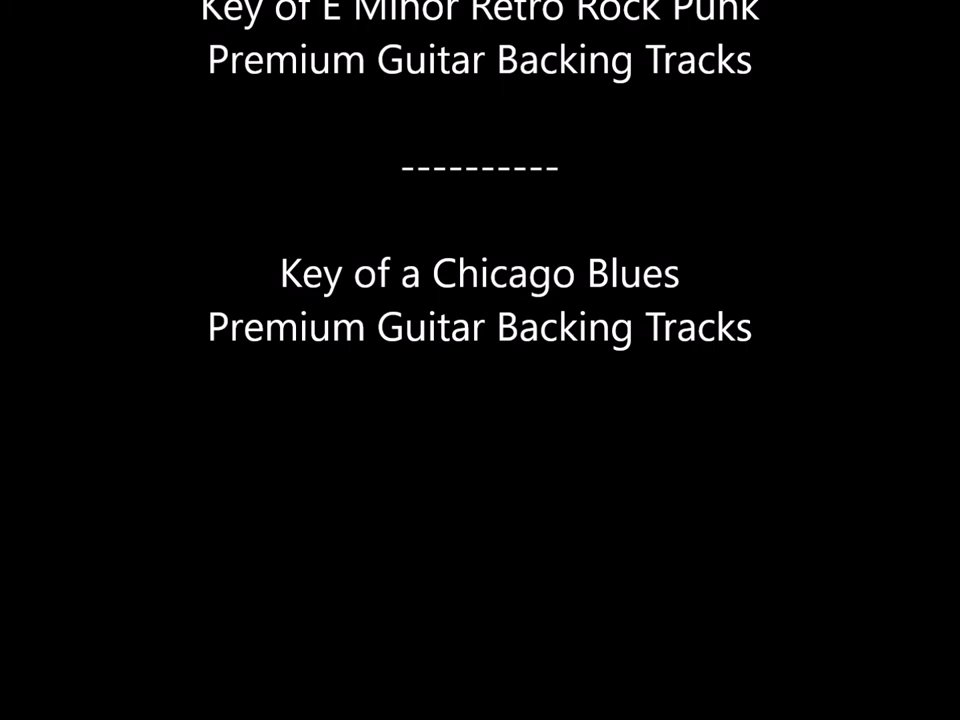 Key of E Minor Retro Rock Punk
Premium Guitar Backing Tracks
----------
Key of a Chicago Blues
Premium Guitar Backing Tracks